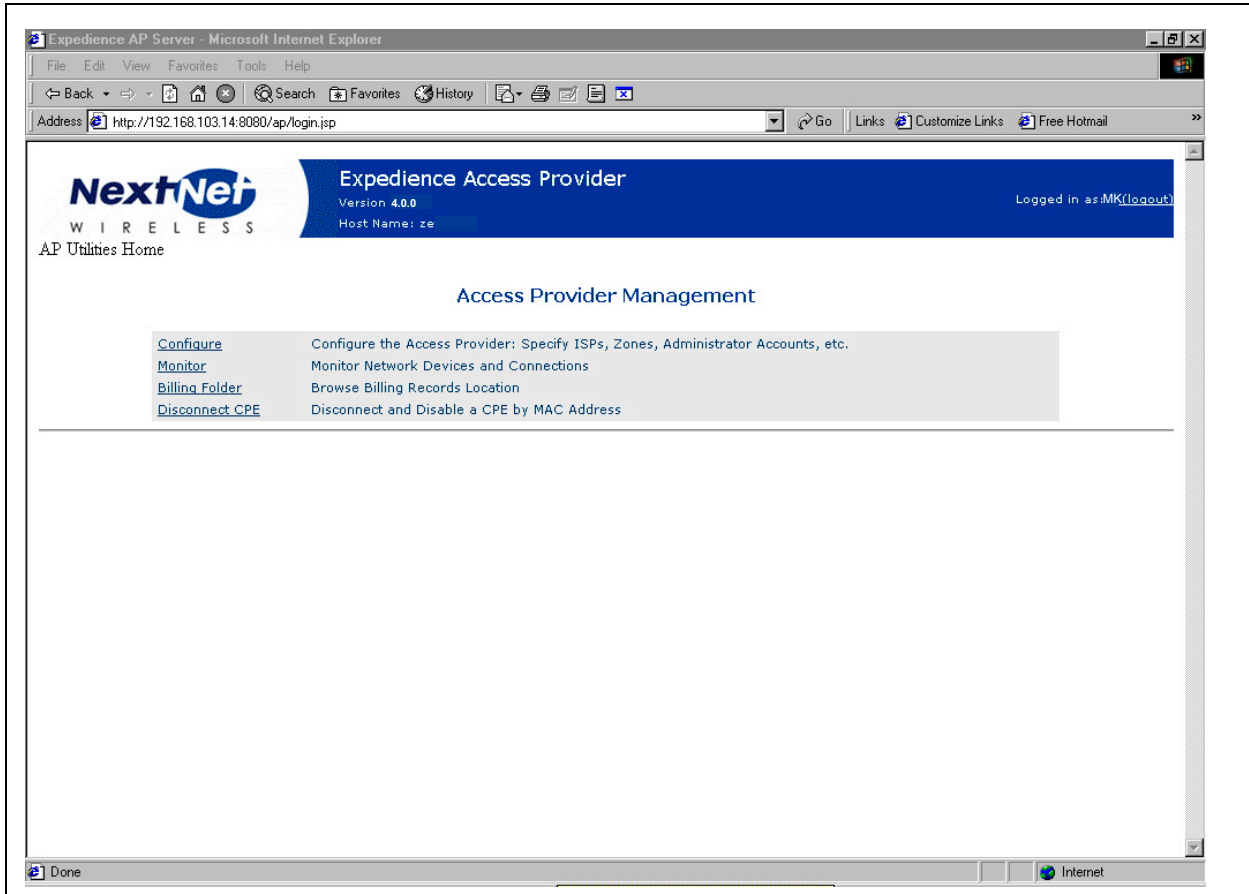 Expedience AP Server - Microsoft Internet Explorer
File Edit View Favorites Tools Help
Back Search Favorites History
Address http://192.168.103.14:8080/ap/login.jsp Go Links Customize Links Free Hotmail »
NextNet
WIRELESS
Expedience Access Provider
Version 4.0.0
Host Name: ze
Logged in as:MK(logout)
AP Utilities Home
Access Provider Management
Configure Configure the Access Provider: Specify ISPs, Zones, Administrator Accounts, etc.
Monitor Monitor Network Devices and Connections
Billing Folder Browse Billing Records Location
Disconnect CPE Disconnect and Disable a CPE by MAC Address
Done Internet